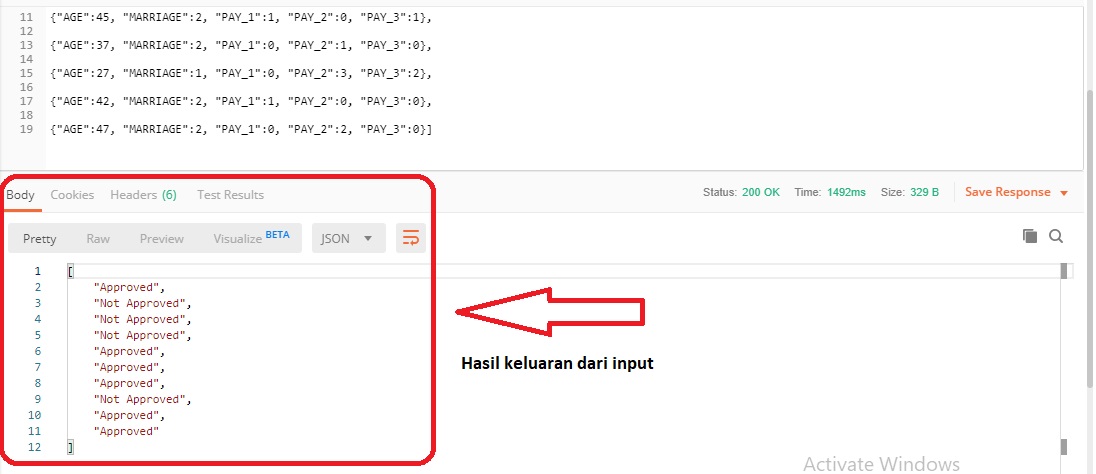 11 {"AGE":45, "MARRIAGE":2, "PAY_1":1, "PAY_2":0, "PAY_3":1},
12
13 {"AGE":37, "MARRIAGE":2, "PAY_1":0, "PAY_2":1, "PAY_3":0},
14
15 {"AGE":27, "MARRIAGE":1, "PAY_1":0, "PAY_2":3, "PAY_3":2},
16
17 {"AGE":42, "MARRIAGE":2, "PAY_1":1, "PAY_2":0, "PAY_3":0},
18
19 {"AGE":47, "MARRIAGE":2, "PAY_1":0, "PAY_2":2, "PAY_3":0}]
Body Cookies Headers (6) Test Results Status: 200 OK Time: 1492ms Size: 329 B Save Response
Pretty Raw Preview Visualize BETA JSON
1 [
2 "Approved",
3 "Not Approved",
4 "Not Approved",
5 "Not Approved",
6 "Approved",
7 "Approved",
8 "Approved",
9 "Not Approved",
10 "Approved",
11 "Approved"
12 ]
Hasil keluaran dari input
Activate Windows